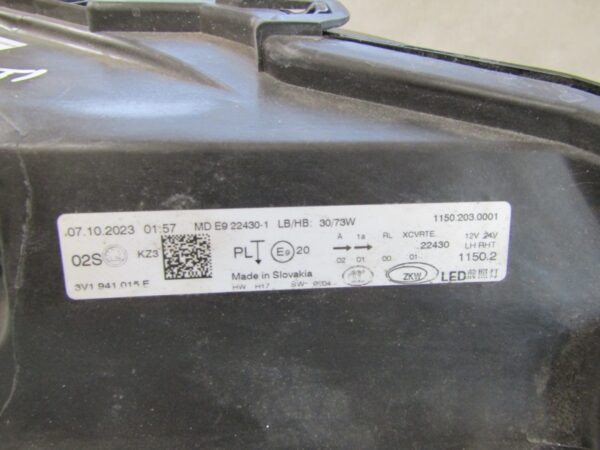 .07.10.2023 01:57 MD E9 22430-1 LB/HB: 30/73W 1150.203.0001
A 1a RL XCVRTE. 12V 24V
02S KZ3 PL E9 20 22430 LH RHT
02 01 00 01 1150.2
Made in Slovakia ZKW LED
3V1 941 015 E HW H17 SW